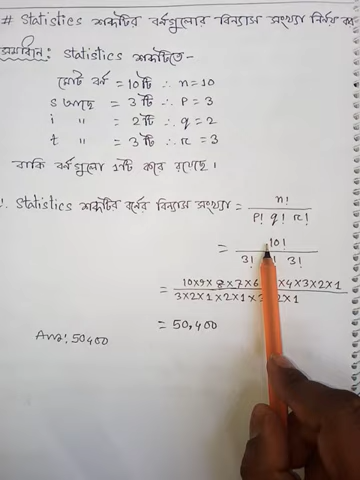 # Statistics শব্দটির বর্ণগুলোর বিন্যাস সংখ্যা নির্ণয় কর
সমাধান: Statistics শব্দটিতে-
মোট বর্ণ = 10টি ∴ n=10
s আছে = 3টি ∴ P = 3
i " = 2টি ∴ q = 2
t " = 3টি ∴ r = 3
বাকি বর্ণগুলো 1টি করে রয়েছে।
∴ Statistics শব্দটির বর্ণের বিন্যাস সংখ্যা = n! / P! q! r!
= 10! / 3! ! 3!
= 10×9×8×7×6 ×4×3×2×1 / 3×2×1×2×1×3×2×1
= 50,400
Ans: 50400